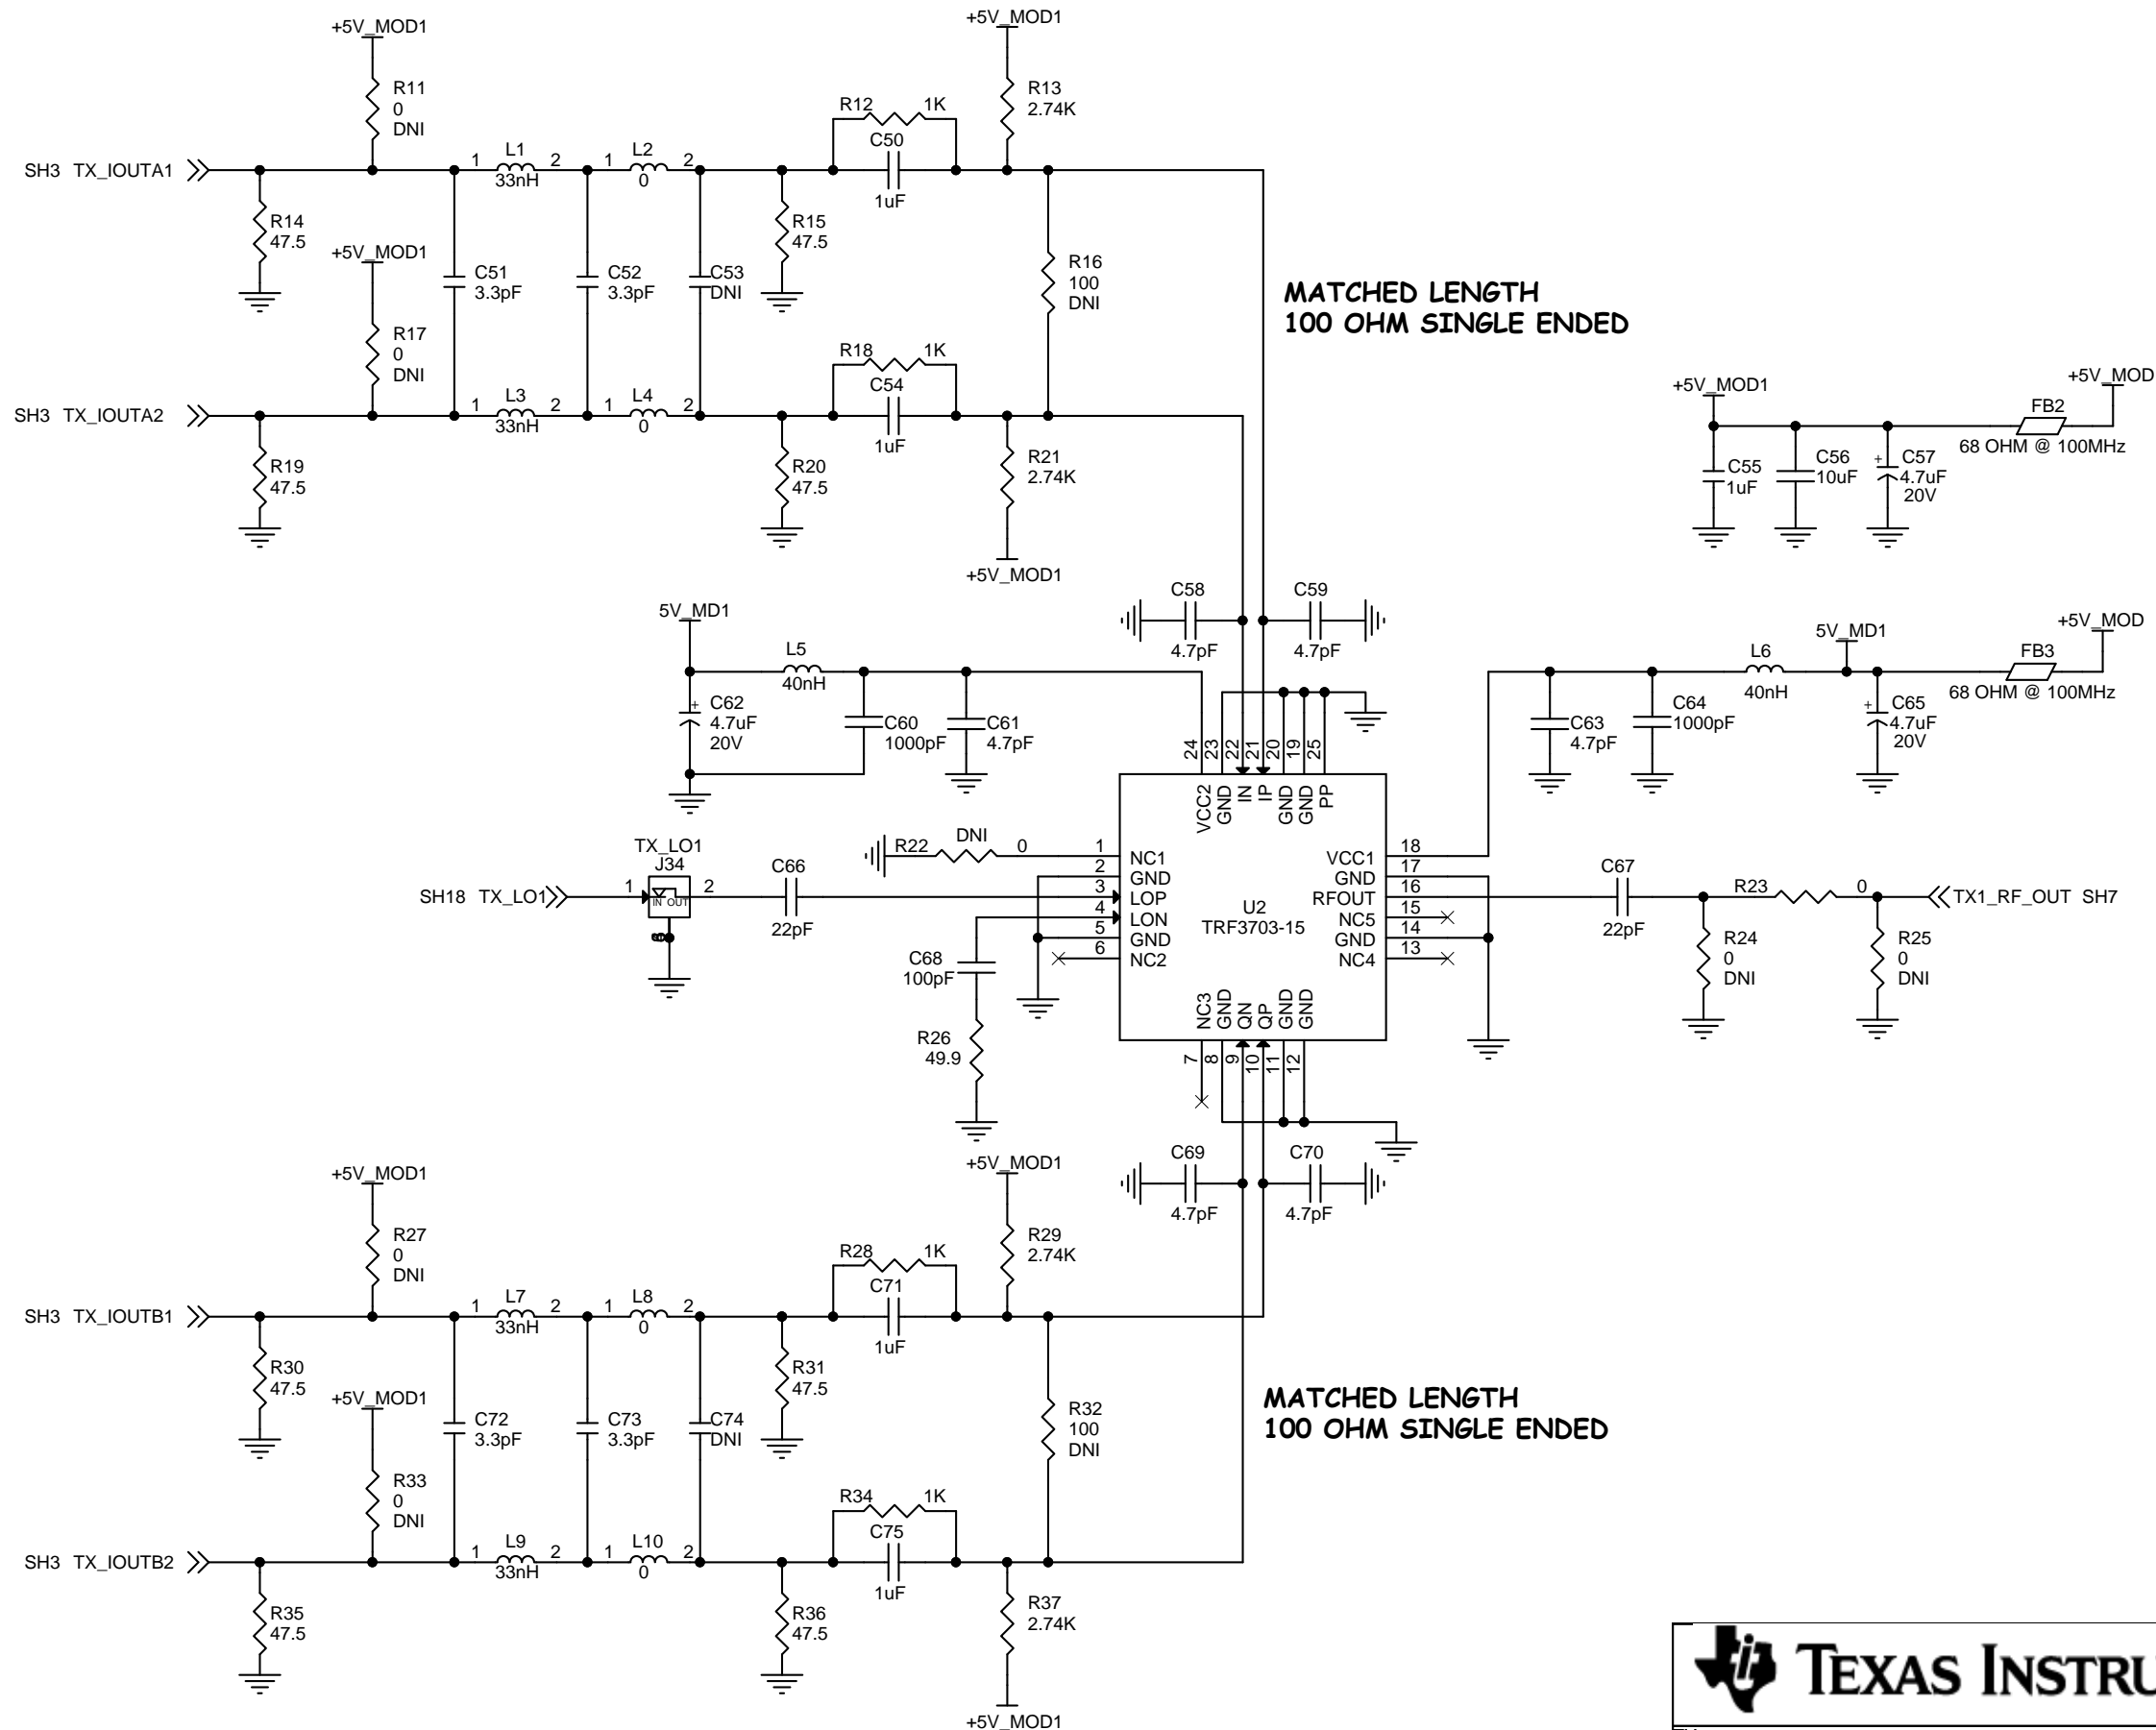 +5V_MOD1
+5V_MOD1
R11
0
DNI
R13
2.74K
R12 1K
C50
1uF
SH3 TX_IOUTA1
1 L1 2
33nH
1 L2 2
0
R14
47.5
R15
47.5
+5V_MOD1
C51
3.3pF
C52
3.3pF
C53
DNI
R16
100
DNI
MATCHED LENGTH
100 OHM SINGLE ENDED
R17
0
DNI
R18 1K
C54
1uF
SH3 TX_IOUTA2
1 L3 2
33nH
1 L4 2
0
R19
47.5
R20
47.5
R21
2.74K
+5V_MOD1
+5V_MOD1
+5V_MOD
FB2
68 OHM @ 100MHz
C55
1uF
C56
10uF
+
C57
4.7uF
20V
C58
4.7pF
C59
4.7pF
5V_MD1
L5
40nH
+
C62
4.7uF
20V
C60
1000pF
C61
4.7pF
5V_MD1
+5V_MOD
L6
40nH
FB3
68 OHM @ 100MHz
C63
4.7pF
C64
1000pF
+
C65
4.7uF
20V
24 23 22 21 20 19 25
VCC2 GND IN IP GND GND PP
R22 DNI 0
TX_LO1
J34
SH18 TX_LO1
1 2
IN OUT
C66
22pF
1 NC1
2 GND
3 LOP
4 LON
5 GND
6 NC2
U2
TRF3703-15
VCC1 18
GND 17
RFOUT 16
NC5 15
GND 14
NC4 13
C67
22pF
R23 0
TX1_RF_OUT SH7
R24
0
DNI
R25
0
DNI
C68
100pF
R26
49.9
NC3 GND QN QP GND GND
7 8 9 10 11 12
C69
4.7pF
C70
4.7pF
+5V_MOD1
+5V_MOD1
R27
0
DNI
R29
2.74K
R28 1K
C71
1uF
SH3 TX_IOUTB1
1 L7 2
33nH
1 L8 2
0
R30
47.5
R31
47.5
+5V_MOD1
C72
3.3pF
C73
3.3pF
C74
DNI
R32
100
DNI
MATCHED LENGTH
100 OHM SINGLE ENDED
R33
0
DNI
R34 1K
C75
1uF
SH3 TX_IOUTB2
1 L9 2
33nH
1 L10 2
0
R35
47.5
R36
47.5
R37
2.74K
+5V_MOD1
TEXAS INSTRU